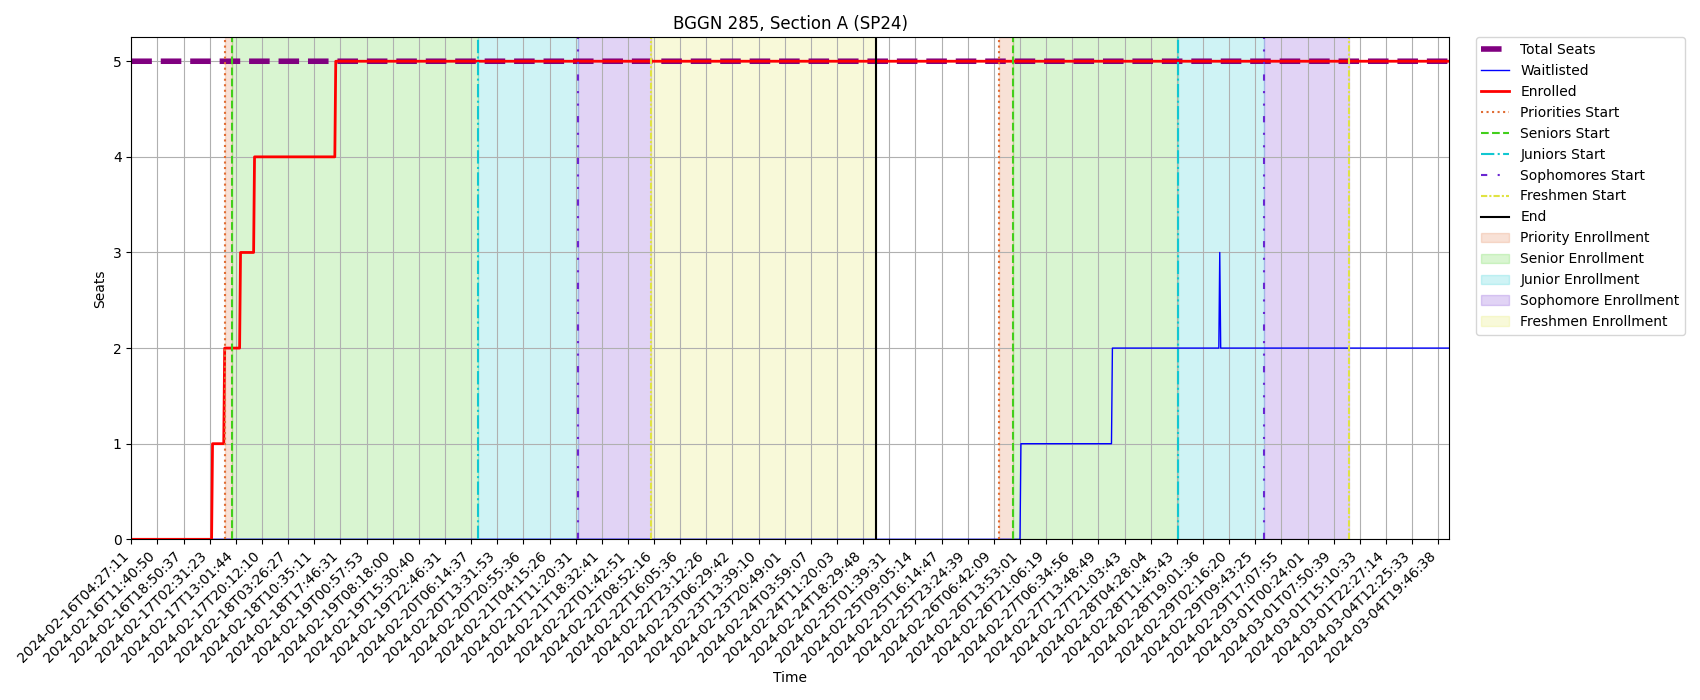 BGGN 285, Section A (SP24)
Seats
5
4
3
2
1
0
2024-02-16T04:27:11
2024-02-16T11:40:50
2024-02-16T18:50:37
2024-02-17T02:31:23
2024-02-17T13:01:44
2024-02-17T20:12:10
2024-02-18T03:26:27
2024-02-18T10:35:11
2024-02-18T17:46:31
2024-02-19T00:57:53
2024-02-19T08:18:00
2024-02-19T15:30:40
2024-02-19T22:46:31
2024-02-20T06:14:37
2024-02-20T13:31:53
2024-02-20T20:55:36
2024-02-21T04:15:26
2024-02-21T11:20:31
2024-02-21T18:32:41
2024-02-22T01:42:51
2024-02-22T08:52:16
2024-02-22T16:05:36
2024-02-22T23:12:26
2024-02-23T06:29:42
2024-02-23T13:39:10
2024-02-23T20:49:01
2024-02-24T03:59:07
2024-02-24T11:20:03
2024-02-24T18:29:48
2024-02-25T01:39:31
2024-02-25T09:05:14
2024-02-25T16:14:47
2024-02-25T23:24:39
2024-02-26T06:42:09
2024-02-26T13:53:01
2024-02-26T21:06:19
2024-02-27T06:34:56
2024-02-27T13:48:49
2024-02-27T21:03:43
2024-02-28T04:28:04
2024-02-28T11:45:43
2024-02-28T19:01:36
2024-02-29T02:16:20
2024-02-29T09:43:25
2024-02-29T17:07:55
2024-03-01T00:24:01
2024-03-01T07:50:39
2024-03-01T15:10:33
2024-03-01T22:27:14
2024-03-04T12:25:33
2024-03-04T19:46:38
Time
Total Seats
Waitlisted
Enrolled
Priorities Start
Seniors Start
Juniors Start
Sophomores Start
Freshmen Start
End
Priority Enrollment
Senior Enrollment
Junior Enrollment
Sophomore Enrollment
Freshmen Enrollment